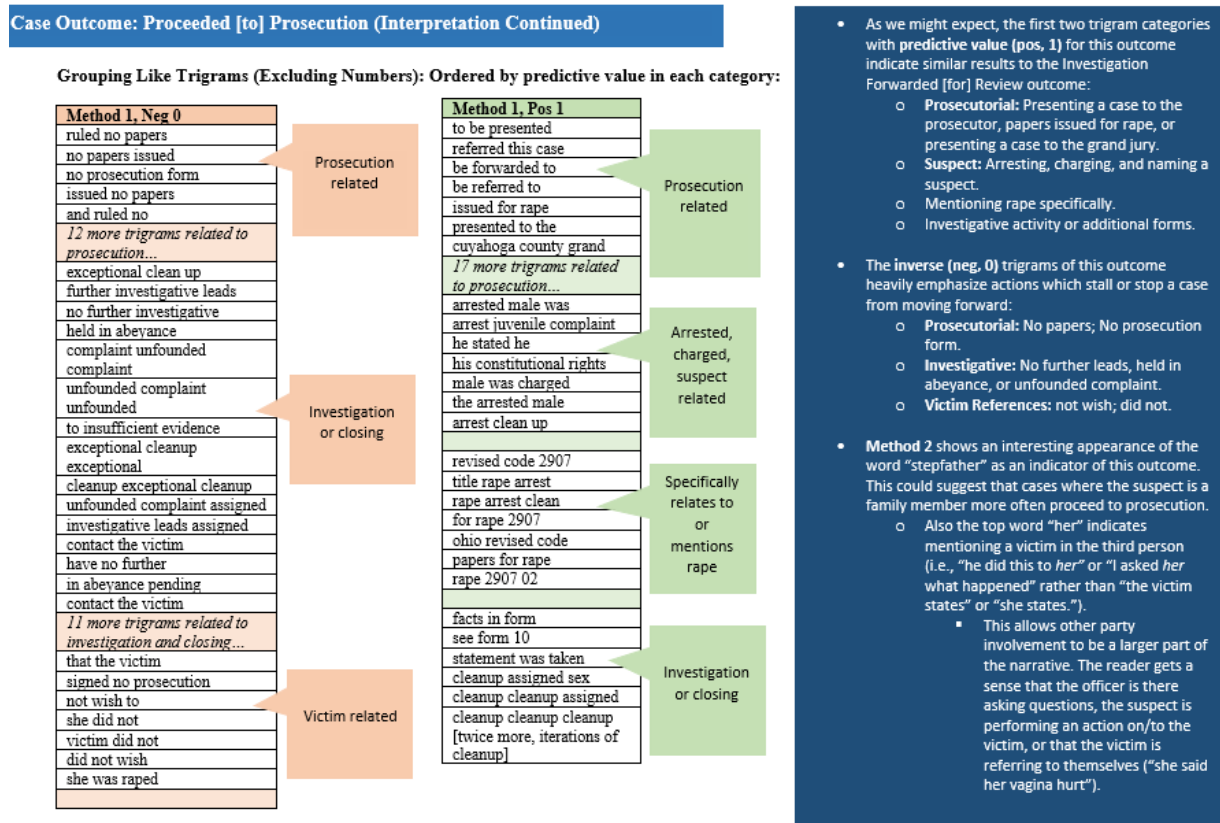 Case Outcome: Proceeded [to] Prosecution (Interpretation Continued)
Grouping Like Trigrams (Excluding Numbers): Ordered by predictive value in each category:
Method 1, Neg 0
ruled no papers
no papers issued
no prosecution form
issued no papers
and ruled no
12 more trigrams related to
prosecution…
exceptional clean up
further investigative leads
no further investigative
held in abeyance
complaint unfounded
complaint
unfounded complaint
unfounded
to insufficient evidence
exceptional cleanup
exceptional
cleanup exceptional cleanup
unfounded complaint assigned
investigative leads assigned
contact the victim
have no further
in abeyance pending
contact the victim
11 more trigrams related to
investigation and closing…
that the victim
signed no prosecution
not wish to
she did not
victim did not
did not wish
she was raped
Prosecution
related
Investigation
or closing
Victim related
Method 1, Pos 1
to be presented
referred this case
be forwarded to
be referred to
issued for rape
presented to the
cuyahoga county grand
17 more trigrams related
to prosecution…
arrested male was
arrest juvenile complaint
he stated he
his constitutional rights
male was charged
the arrested male
arrest clean up
revised code 2907
title rape arrest
rape arrest clean
for rape 2907
ohio revised code
papers for rape
rape 2907 02
facts in form
see form 10
statement was taken
cleanup assigned sex
cleanup cleanup assigned
cleanup cleanup cleanup
[twice more, iterations of
cleanup]
Prosecution
related
Arrested,
charged,
suspect
related
Specifically
relates to
or
mentions
rape
Investigation
or closing
• As we might expect, the first two trigram categories
with predictive value (pos, 1) for this outcome
indicate similar results to the Investigation
Forwarded [for] Review outcome:
o Prosecutorial: Presenting a case to the
prosecutor, papers issued for rape, or
presenting a case to the grand jury.
o Suspect: Arresting, charging, and naming a
suspect.
o Mentioning rape specifically.
o Investigative activity or additional forms.
• The inverse (neg, 0) trigrams of this outcome
heavily emphasize actions which stall or stop a case
from moving forward:
o Prosecutorial: No papers; No prosecution
form.
o Investigative: No further leads, held in
abeyance, or unfounded complaint.
o Victim References: not wish; did not.
• Method 2 shows an interesting appearance of the
word “stepfather” as an indicator of this outcome.
This could suggest that cases where the suspect is a
family member more often proceed to prosecution.
o Also the top word “her” indicates
mentioning a victim in the third person
(i.e., “he did this to her” or “I asked her
what happened” rather than “the victim
states” or “she states.”).
▪ This allows other party
involvement to be a larger part of
the narrative. The reader gets a
sense that the officer is there
asking questions, the suspect is
performing an action on/to the
victim, or that the victim is
referring to themselves (“she said
her vagina hurt”).